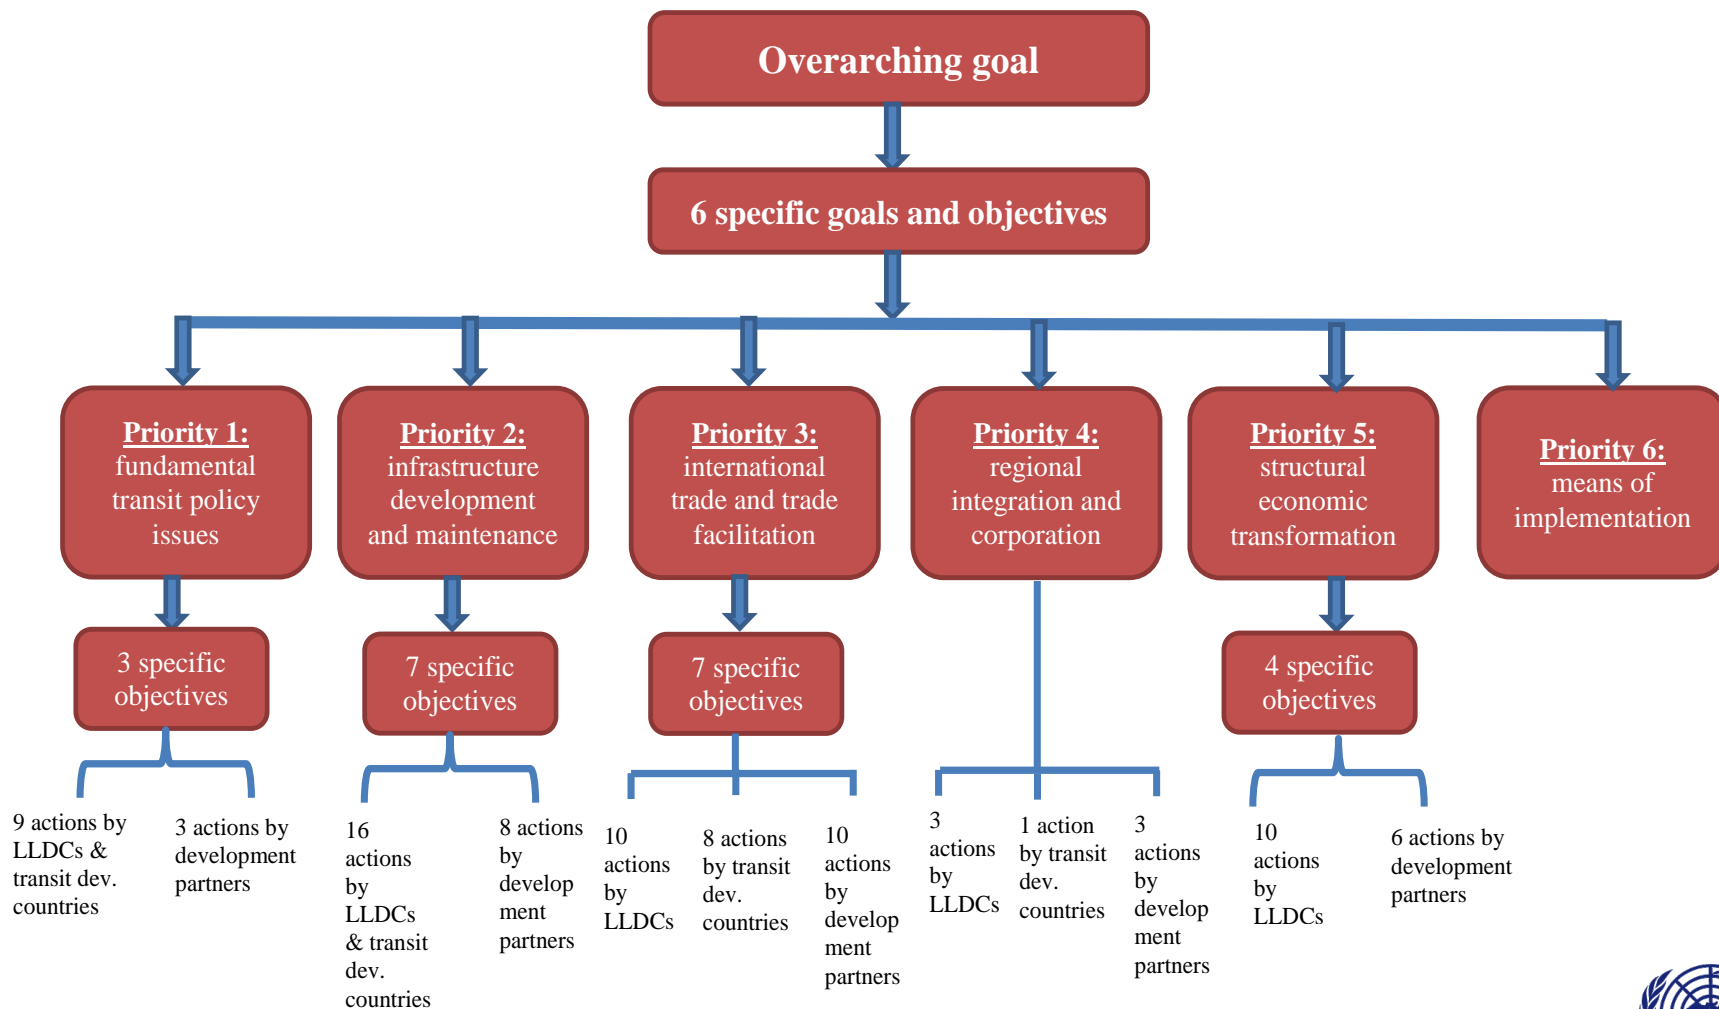 Overarching goal
6 specific goals and objectives
Priority 1:
fundamental
transit policy
issues
Priority 2:
infrastructure
development
and maintenance
Priority 3:
international
trade and trade
facilitation
Priority 4:
regional
integration and
corporation
Priority 5:
structural
economic
transformation
Priority 6:
means of
implementation
3 specific
objectives
7 specific
objectives
7 specific
objectives
4 specific
objectives
9 actions by
LLDCs &
transit dev.
countries
3 actions by
development
partners
16
actions
by
LLDCs
& transit
dev.
countries
8 actions
by
develop
ment
partners
10
actions
by
LLDCs
8 actions
by transit
dev.
countries
10
actions
by
develop
ment
partners
3
actions
by
LLDCs
1 action
by transit
dev.
countries
3
actions
by
develop
ment
partners
10
actions
by
LLDCs
6 actions by
development
partners